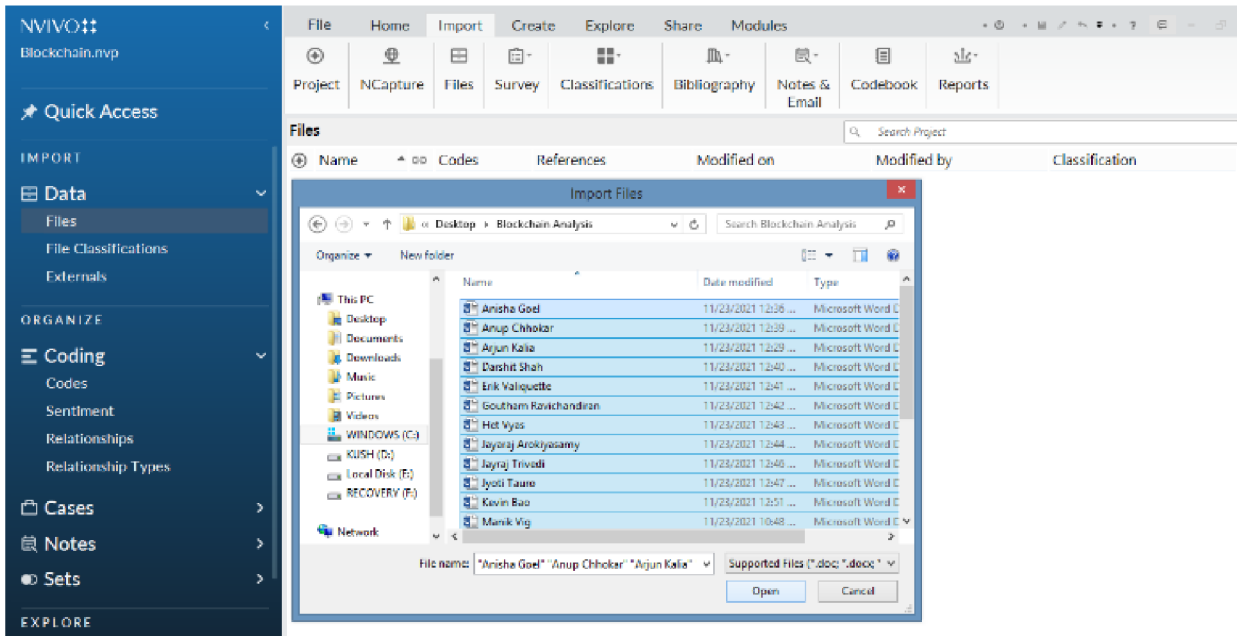 NVIVO
Blockchain.nvp
Quick Access
IMPORT
Data
Files
File Classifications
Externals
ORGANIZE
Coding
Codes
Sentiment
Relationships
Relationship Types
Cases
Notes
Sets
EXPLORE
File Home Import Create Explore Share Modules
Project NCapture Files Survey Classifications Bibliography Notes & Email Codebook Reports
Files
Search Project
Name Codes References Modified on Modified by Classification
Import Files
« Desktop Blockchain Analysis
Search Blockchain Analysis
Organize New folder
This PC
Desktop
Documents
Downloads
Music
Pictures
Videos
WINDOWS (C:)
KUSH (D:)
Local Disk (E:)
RECOVERY (F:)
Network
Name Date modified Type
Anisha Goel 11/23/2021 12:36 ... Microsoft Word D
Anup Chhokar 11/23/2021 12:39 ... Microsoft Word D
Arjun Kalia 11/23/2021 12:29 ... Microsoft Word D
Darshit Shah 11/23/2021 12:40 ... Microsoft Word D
Erik Valiquette 11/23/2021 12:41 ... Microsoft Word D
Goutham Ravichandiran 11/23/2021 12:42 ... Microsoft Word D
Het Vyas 11/23/2021 12:43 ... Microsoft Word D
Jayaraj Arokiyasamy 11/23/2021 12:44 ... Microsoft Word D
Jayraj Trivedi 11/23/2021 12:46 ... Microsoft Word D
Jyoti Tauro 11/23/2021 12:47 ... Microsoft Word D
Kevin Bao 11/23/2021 12:51 ... Microsoft Word D
Manik Vig 11/23/2021 10:48 ... Microsoft Word D
File name: "Anisha Goel" "Anup Chhokar" "Arjun Kalia" Supported Files (*.doc; *.docx; *
Open Cancel